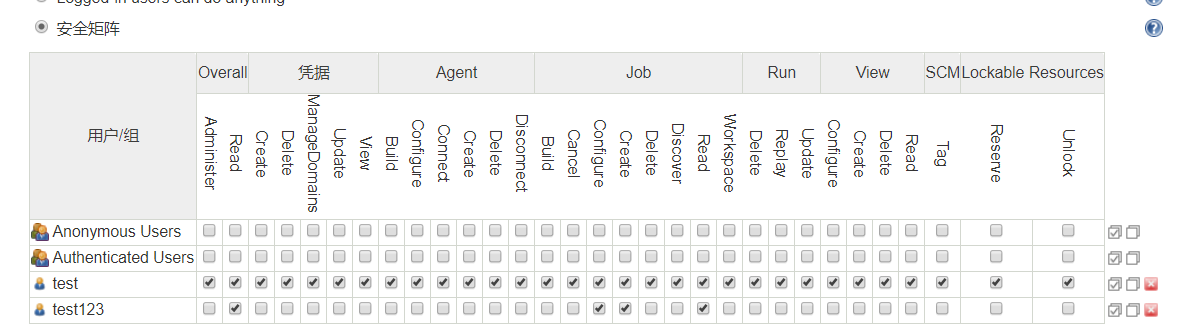 Logged-in users can do anything
安全矩阵
用户/组 Overall 凭据 Agent Job Run View SCM Lockable Resources
Administer Read Create Delete ManageDomains Update View Build Configure Connect Create Delete Disconnect Build Cancel Configure Create Delete Discover Read Workspace Delete Replay Update Configure Create Delete Read Tag Reserve Unlock
Anonymous Users
Authenticated Users
test
test123